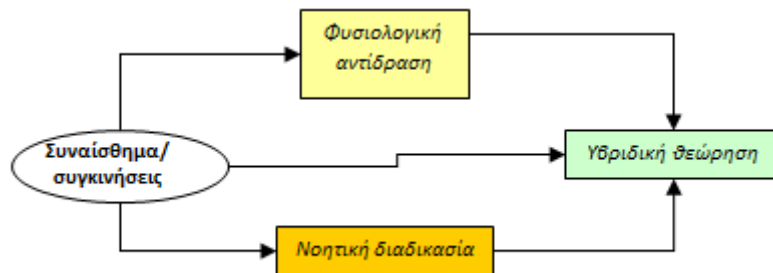 Φυσιολογική
αντίδραση
Συναίσθημα/
συγκινήσεις
Υβριδική θεώρηση
Νοητική διαδικασία